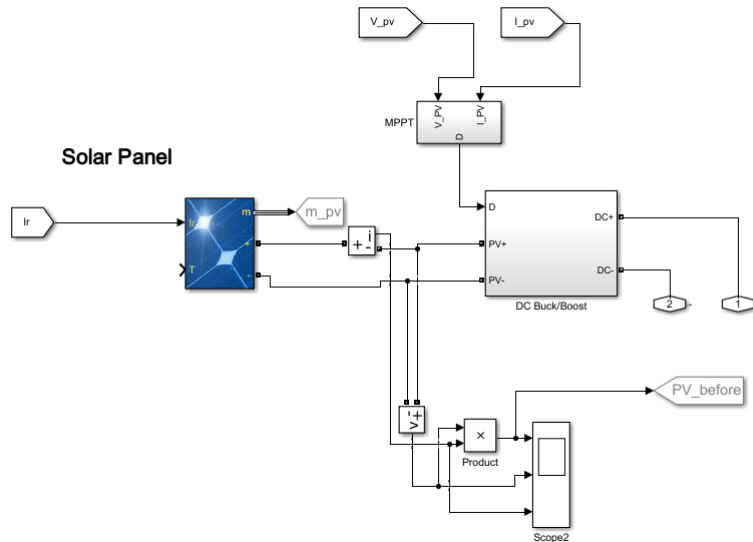 V_pv
I_pv
V_PV
I_PV
MPPT
D
Solar Panel
Ir
Ir
m
m_pv
+
-
T
+
-
i
D
PV+
PV-
DC+
DC-
2
-
1
DC Buck/Boost
v
+
-
×
Product
PV_before
Scope2